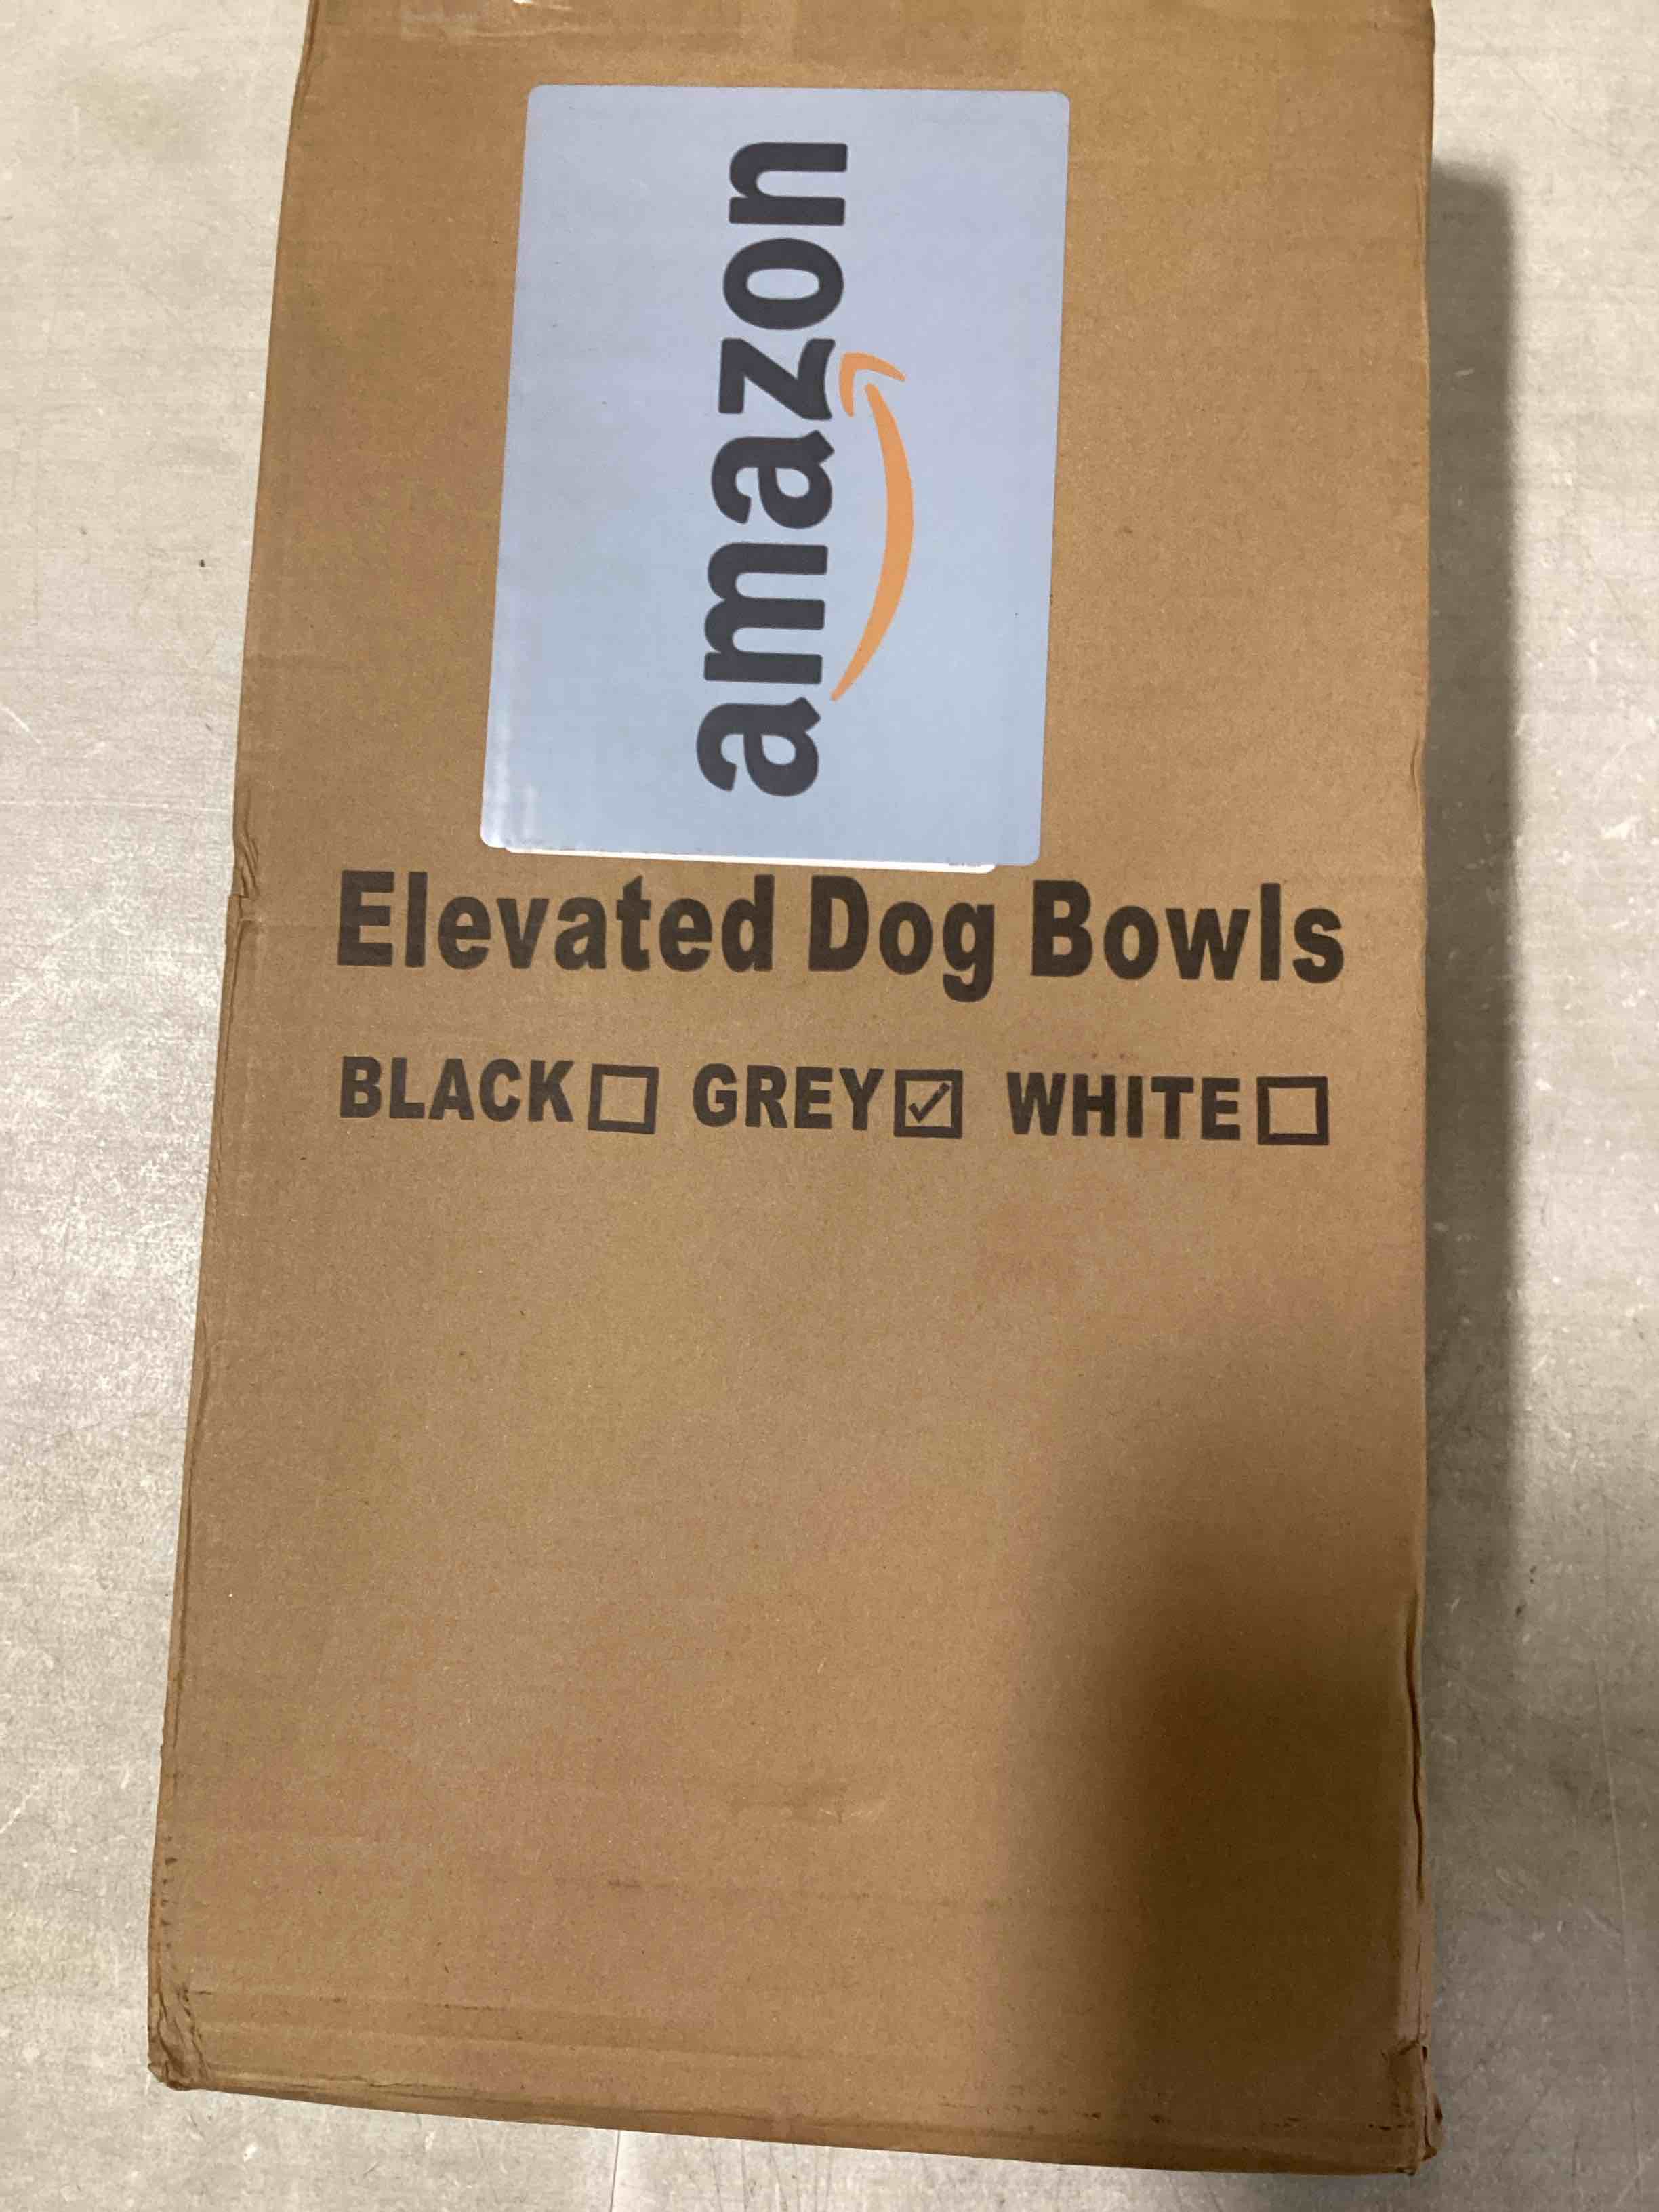 amazon
Elevated Dog Bowls
BLACK☐ GREY☑ WHITE☐